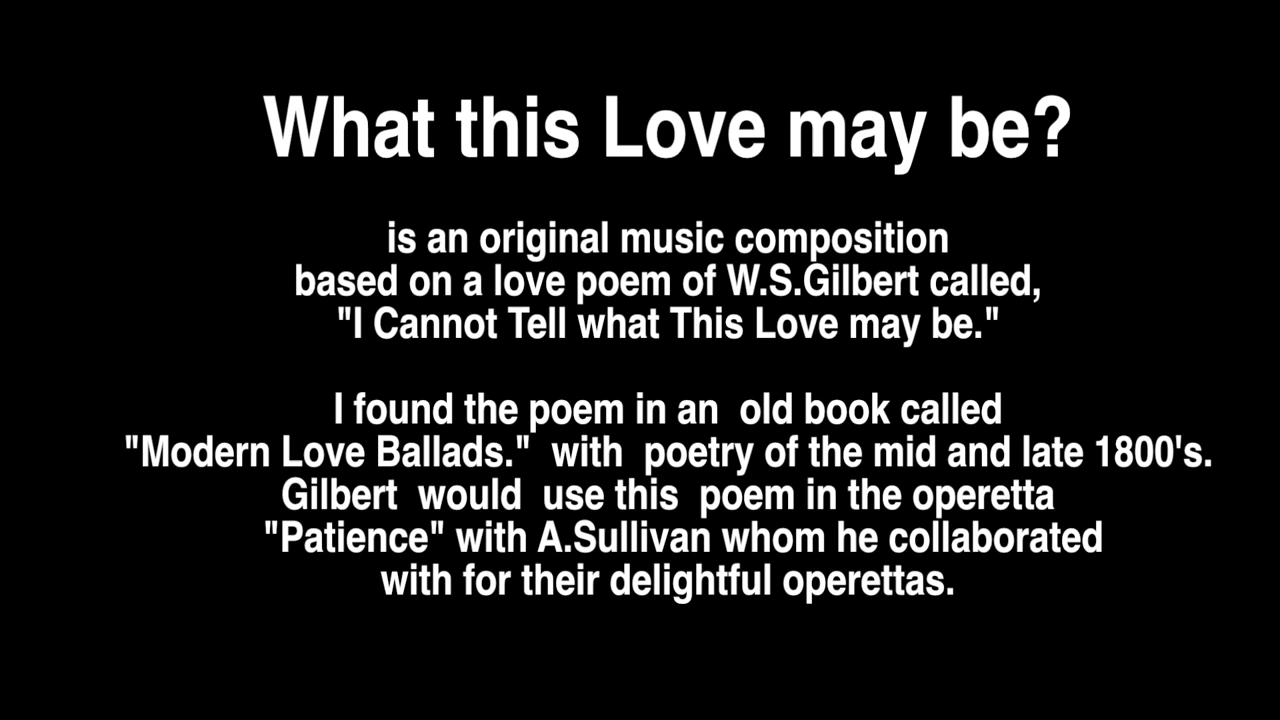 What this Love may be?
is an original music composition
based on a love poem of W.S.Gilbert called,
"I Cannot Tell what This Love may be."
I found the poem in an  old book called
"Modern Love Ballads."  with  poetry of the mid and late 1800's.
Gilbert  would  use this  poem in the operetta
"Patience" with A.Sullivan whom he collaborated
with for their delightful operettas.